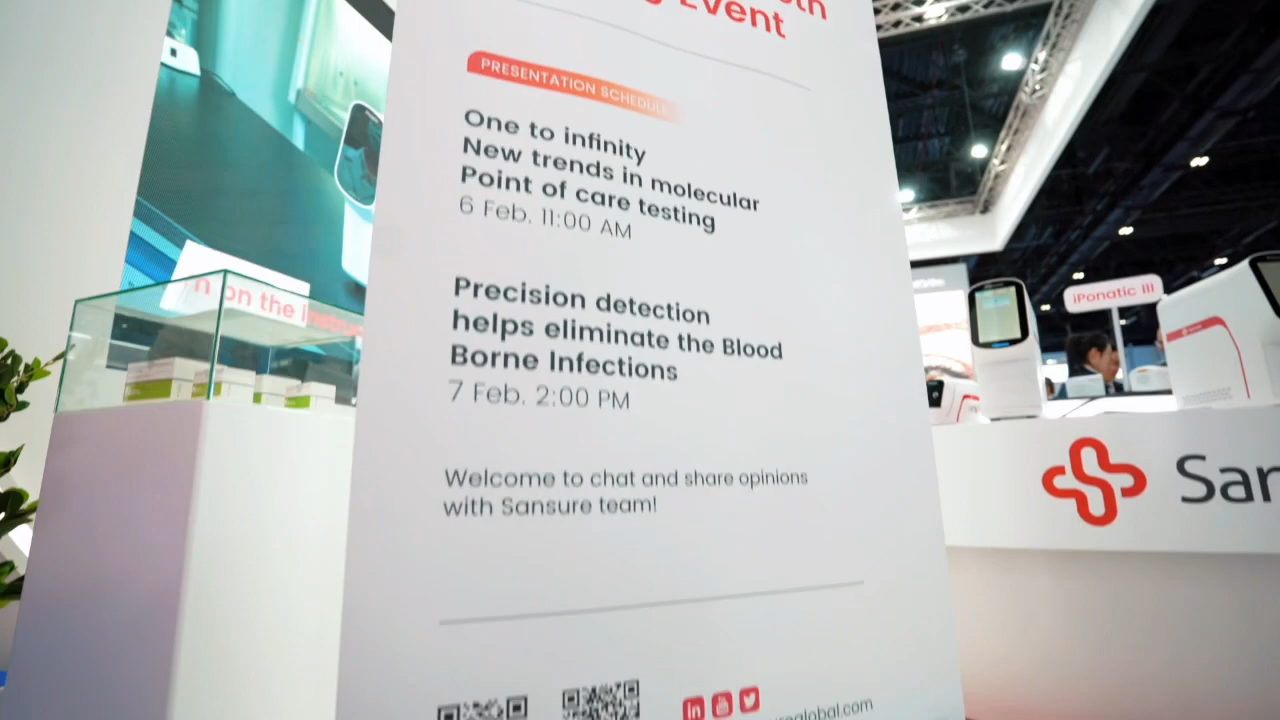 Event
PRESENTATION SCHEDULE
One to infinity
New trends in molecular
Point of care testing
6 Feb. 11:00 AM
Precision detection
helps eliminate the Blood
Borne Infections
7 Feb. 2:00 PM
Welcome to chat and share opinions
with Sansure team!
on the
iPonatic III